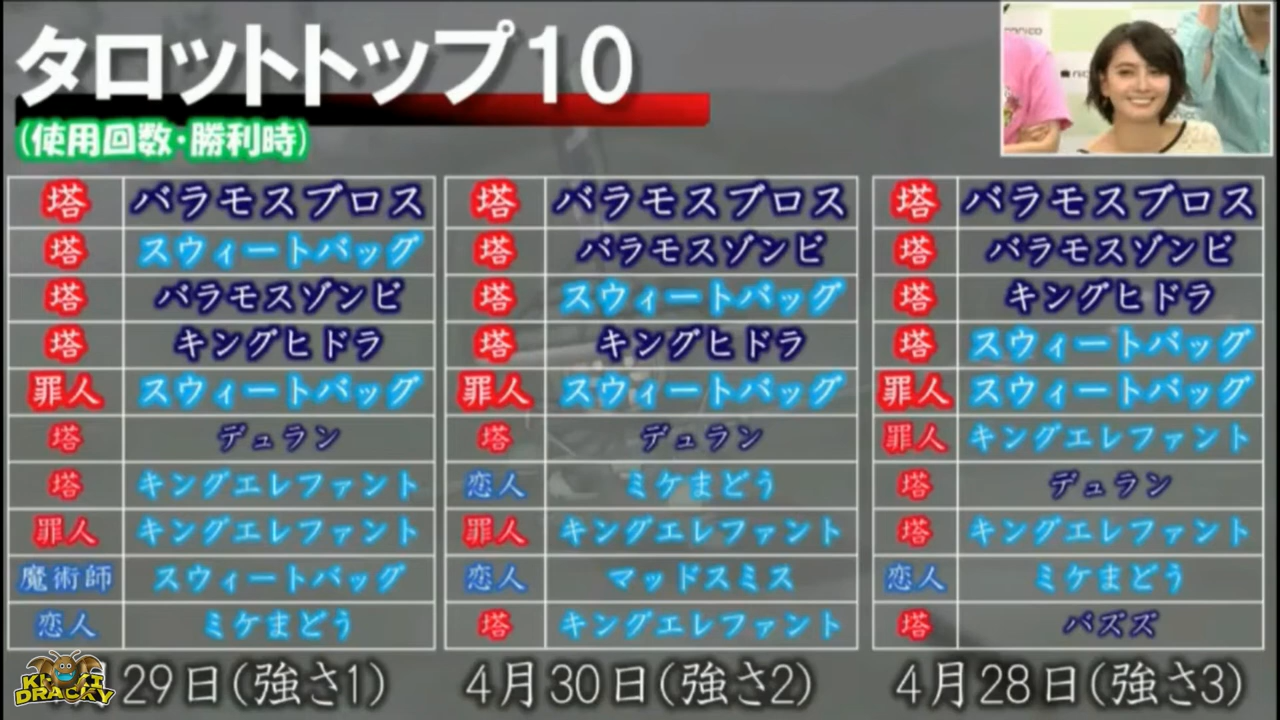 タロットトップ10
(使用回数・勝利時)
塔 バラモスブロス 塔 バラモスブロス 塔 バラモスブロス
塔 スウィートバッグ 塔 バラモスゾンビ 塔 バラモスゾンビ
塔 バラモスゾンビ 塔 スウィートバッグ 塔 キングヒドラ
塔 キングヒドラ 塔 キングヒドラ 塔 スウィートバッグ
罪人 スウィートバッグ 罪人 スウィートバッグ 罪人 スウィートバッグ
塔 デュラン 塔 デュラン 罪人 キングエレファント
塔 キングエレファント 恋人 ミケまどう 塔 デュラン
罪人 キングエレファント 罪人 キングエレファント 塔 キングエレファント
魔術師 スウィートバッグ 恋人 マッドスミス 恋人 ミケまどう
恋人 ミケまどう 塔 キングエレファント 塔 バズズ
29日(強さ1) 4月30日(強さ2) 4月28日(強さ3)
DRACKY